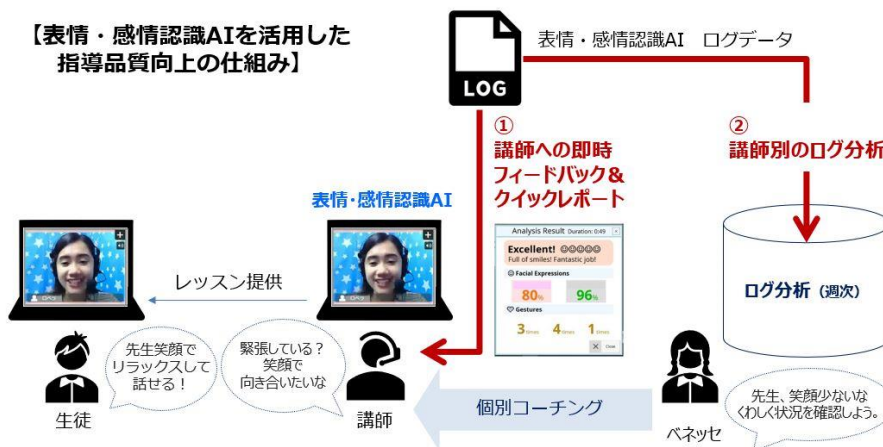 【表情・感情認識AIを活用した
指導品質向上の仕組み】
LOG
表情・感情認識AI　ログデータ
①
講師への即時
フィードバック＆
クイックレポート
②
講師別のログ分析
表情・感情認識AI
レッスン提供
Analysis Result Duration: 0:49
Excellent! ☺☺☺☺☺
Full of smiles! Fantastic job!
Facial Expressions
80%
96%
Gestures
3 times 4 times 1 times
Close
ログ分析（週次）
先生笑顔で
リラックスして
話せる！
緊張している？
笑顔で
向き合いたいな
生徒
講師
個別コーチング
ベネッセ
先生、笑顔少ないな
くわしく状況を確認しよう。